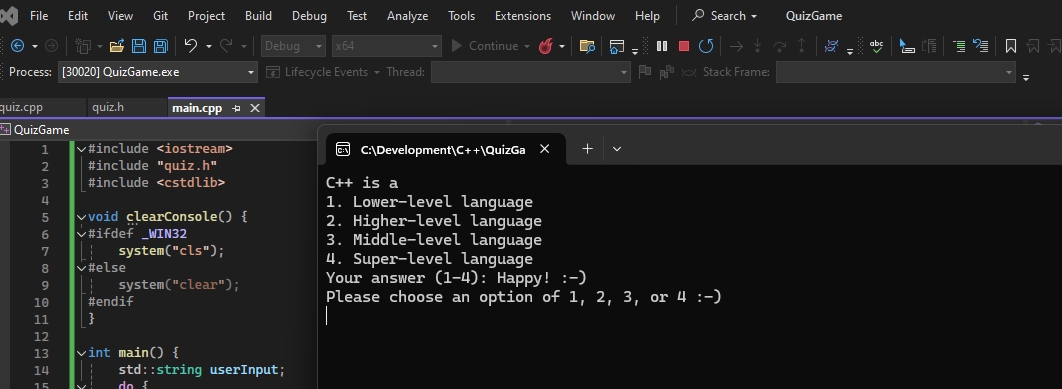 File Edit View Git Project Build Debug Test Analyze Tools Extensions Window Help Search QuizGame
Debug x64 Continue
Process: [30020] QuizGame.exe Lifecycle Events Thread: Stack Frame:
quiz.cpp quiz.h main.cpp
QuizGame
1 #include <iostream>
2 #include "quiz.h"
3 #include <cstdlib>
4
5 void clearConsole() {
6 #ifdef _WIN32
7 system("cls");
8 #else
9 system("clear");
10 #endif
11 }
12
13 int main() {
14 std::string userInput;
15 do {
C:\Development\C++\QuizGa
C++ is a
1. Lower-level language
2. Higher-level language
3. Middle-level language
4. Super-level language
Your answer (1-4): Happy! :-)
Please choose an option of 1, 2, 3, or 4 :-)